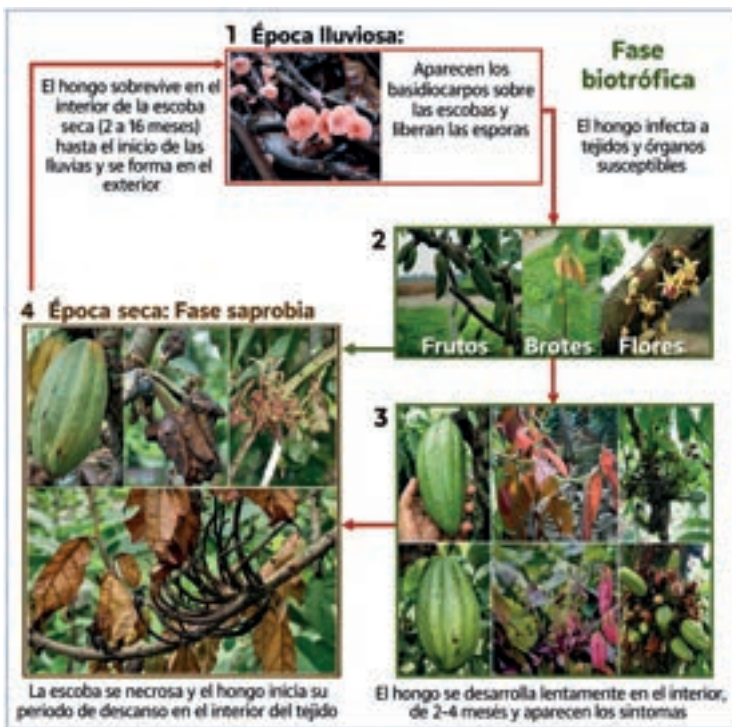 1 Época lluviosa:
El hongo sobrevive en el
interior de la escoba
seca (2 a 16 meses)
hasta el inicio de las
lluvias y se forma en el
exterior
Aparecen los
basidiocarpos sobre
las escobas y
liberan las esporas
Fase
biotrófica
El hongo infecta a
tejidos y órganos
susceptibles
2
Frutos
Brotes
Flores
3
El hongo se desarrolla lentamente en el interior,
de 2-4 meses y aparecen los síntomas
4 Época seca: Fase saprobia
La escoba se necrosa y el hongo inicia su
periodo de descanso en el interior del tejido